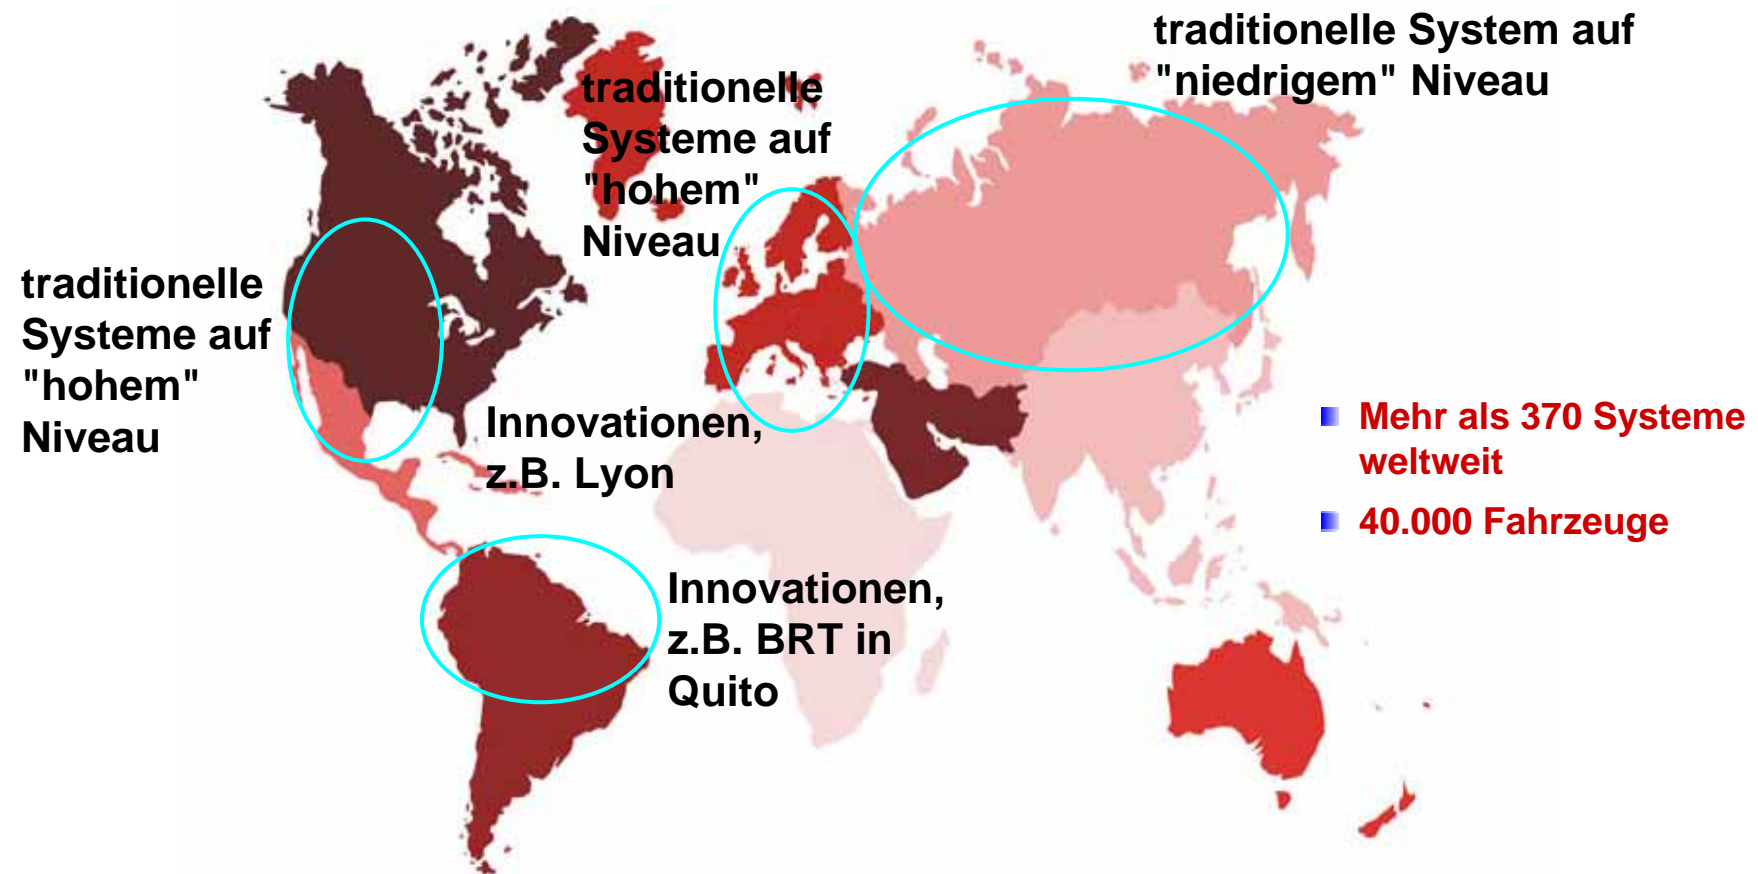 traditionelle System auf
"niedrigem" Niveau
traditionelle
Systeme auf
"hohem"
Niveau
traditionelle
Systeme auf
"hohem"
Niveau
Innovationen,
z.B. Lyon
Mehr als 370 Systeme
weltweit
40.000 Fahrzeuge
Innovationen,
z.B. BRT in
Quito